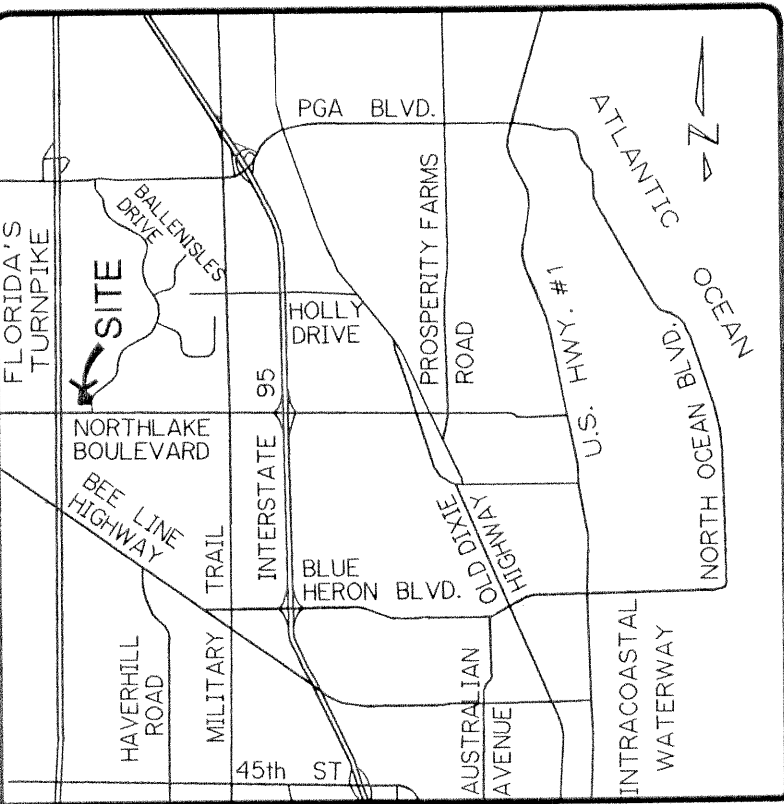 PGA BLVD.
ATLANTIC
OCEAN
N
BALLENISLES
DRIVE
FLORIDA'S
TURNPIKE
SITE
PROSPERITY FARMS
ROAD
HOLLY
DRIVE
U.S. HWY. #1
NORTH OCEAN BLVD.
NORTHLAKE
BOULEVARD
INTERSTATE 95
BEE LINE
HIGHWAY
MILITARY TRAIL
OLD DIXIE
HIGHWAY
BLUE
HERON BLVD.
HAVERHILL
ROAD
AUSTRALIAN
AVENUE
INTRACOASTAL
WATERWAY
45th ST